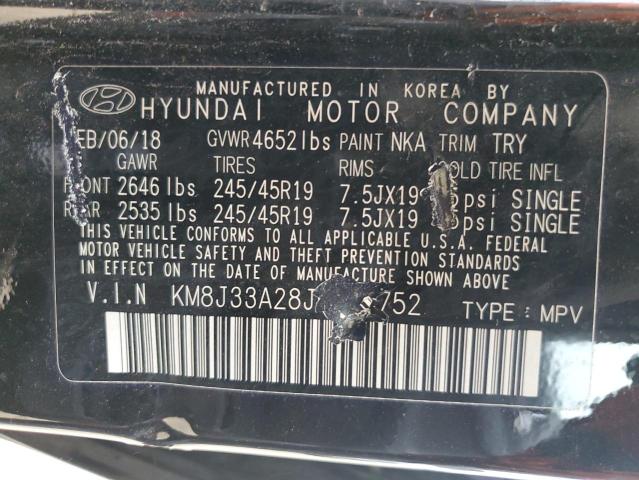 MANUFACTURED IN KOREA BY
HYUNDAI MOTOR COMPANY
EB/06/18 GVWR 4652 lbs PAINT NKA TRIM TRY
GAWR TIRES RIMS OLD TIRE INFL
FRONT 2646 lbs 245/45R19 7.5JX19 psi SINGLE
REAR 2535 lbs 245/45R19 7.5JX19 psi SINGLE
THIS VEHICLE CONFORMS TO ALL APPLICABLE U.S.A. FEDERAL
MOTOR VEHICLE SAFETY AND THEFT PREVENTION STANDARDS
IN EFFECT ON THE DATE OF MANUFACTURE SHOWN ABOVE.
V.I.N KM8J33A28J 752 TYPE : MPV